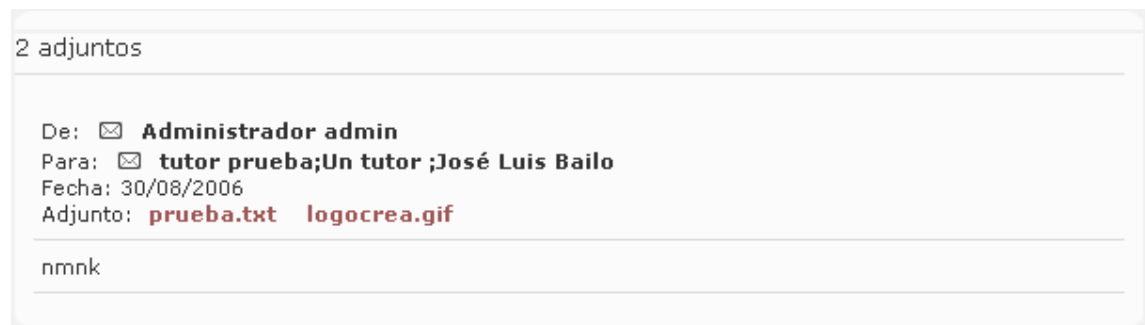 2 adjuntos
De: Administrador admin
Para: tutor prueba;Un tutor ;José Luis Bailo
Fecha: 30/08/2006
Adjunto: prueba.txt logocrea.gif
nmnk